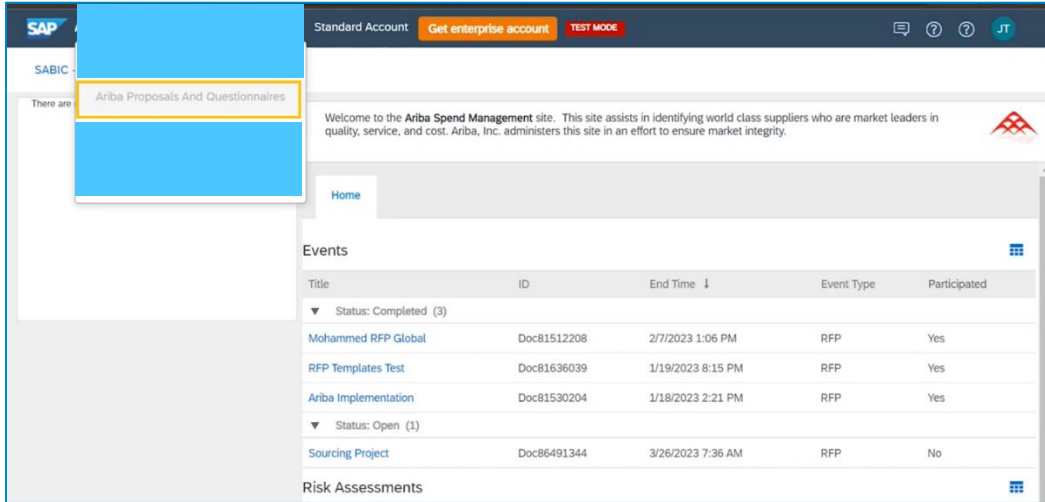 SAP
Standard Account
Get enterprise account
TEST MODE
JT
SABIC
Ariba Proposals And Questionnaires
There are
Welcome to the Ariba Spend Management site. This site assists in identifying world class suppliers who are market leaders in
quality, service, and cost. Ariba, Inc. administers this site in an effort to ensure market integrity.
Home
Events
Title ID End Time ↓ Event Type Participated
▼ Status: Completed (3)
Mohammed RFP Global Doc81512208 2/7/2023 1:06 PM RFP Yes
RFP Templates Test Doc81636039 1/19/2023 8:15 PM RFP Yes
Ariba Implementation Doc81530204 1/18/2023 2:21 PM RFP Yes
▼ Status: Open (1)
Sourcing Project Doc86491344 3/26/2023 7:36 AM RFP No
Risk Assessments